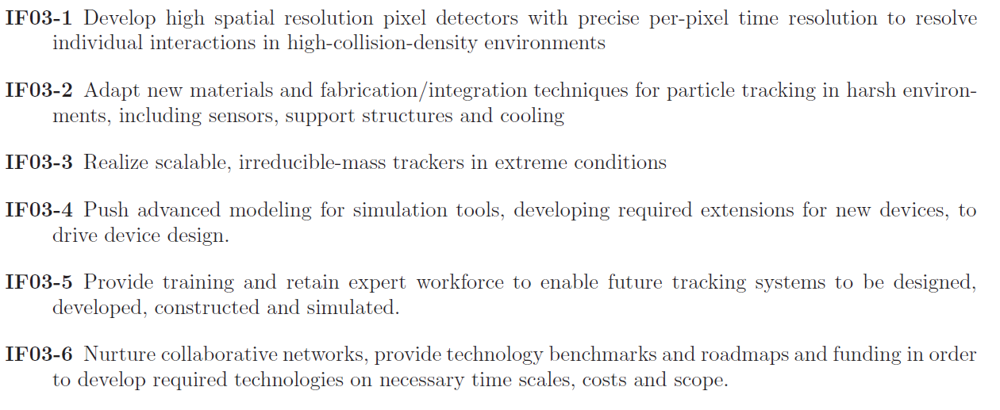 IF03-1 Develop high spatial resolution pixel detectors with precise per-pixel time resolution to resolve
individual interactions in high-collision-density environments
IF03-2 Adapt new materials and fabrication/integration techniques for particle tracking in harsh environ-
ments, including sensors, support structures and cooling
IF03-3 Realize scalable, irreducible-mass trackers in extreme conditions
IF03-4 Push advanced modeling for simulation tools, developing required extensions for new devices, to
drive device design.
IF03-5 Provide training and retain expert workforce to enable future tracking systems to be designed,
developed, constructed and simulated.
IF03-6 Nurture collaborative networks, provide technology benchmarks and roadmaps and funding in order
to develop required technologies on necessary time scales, costs and scope.